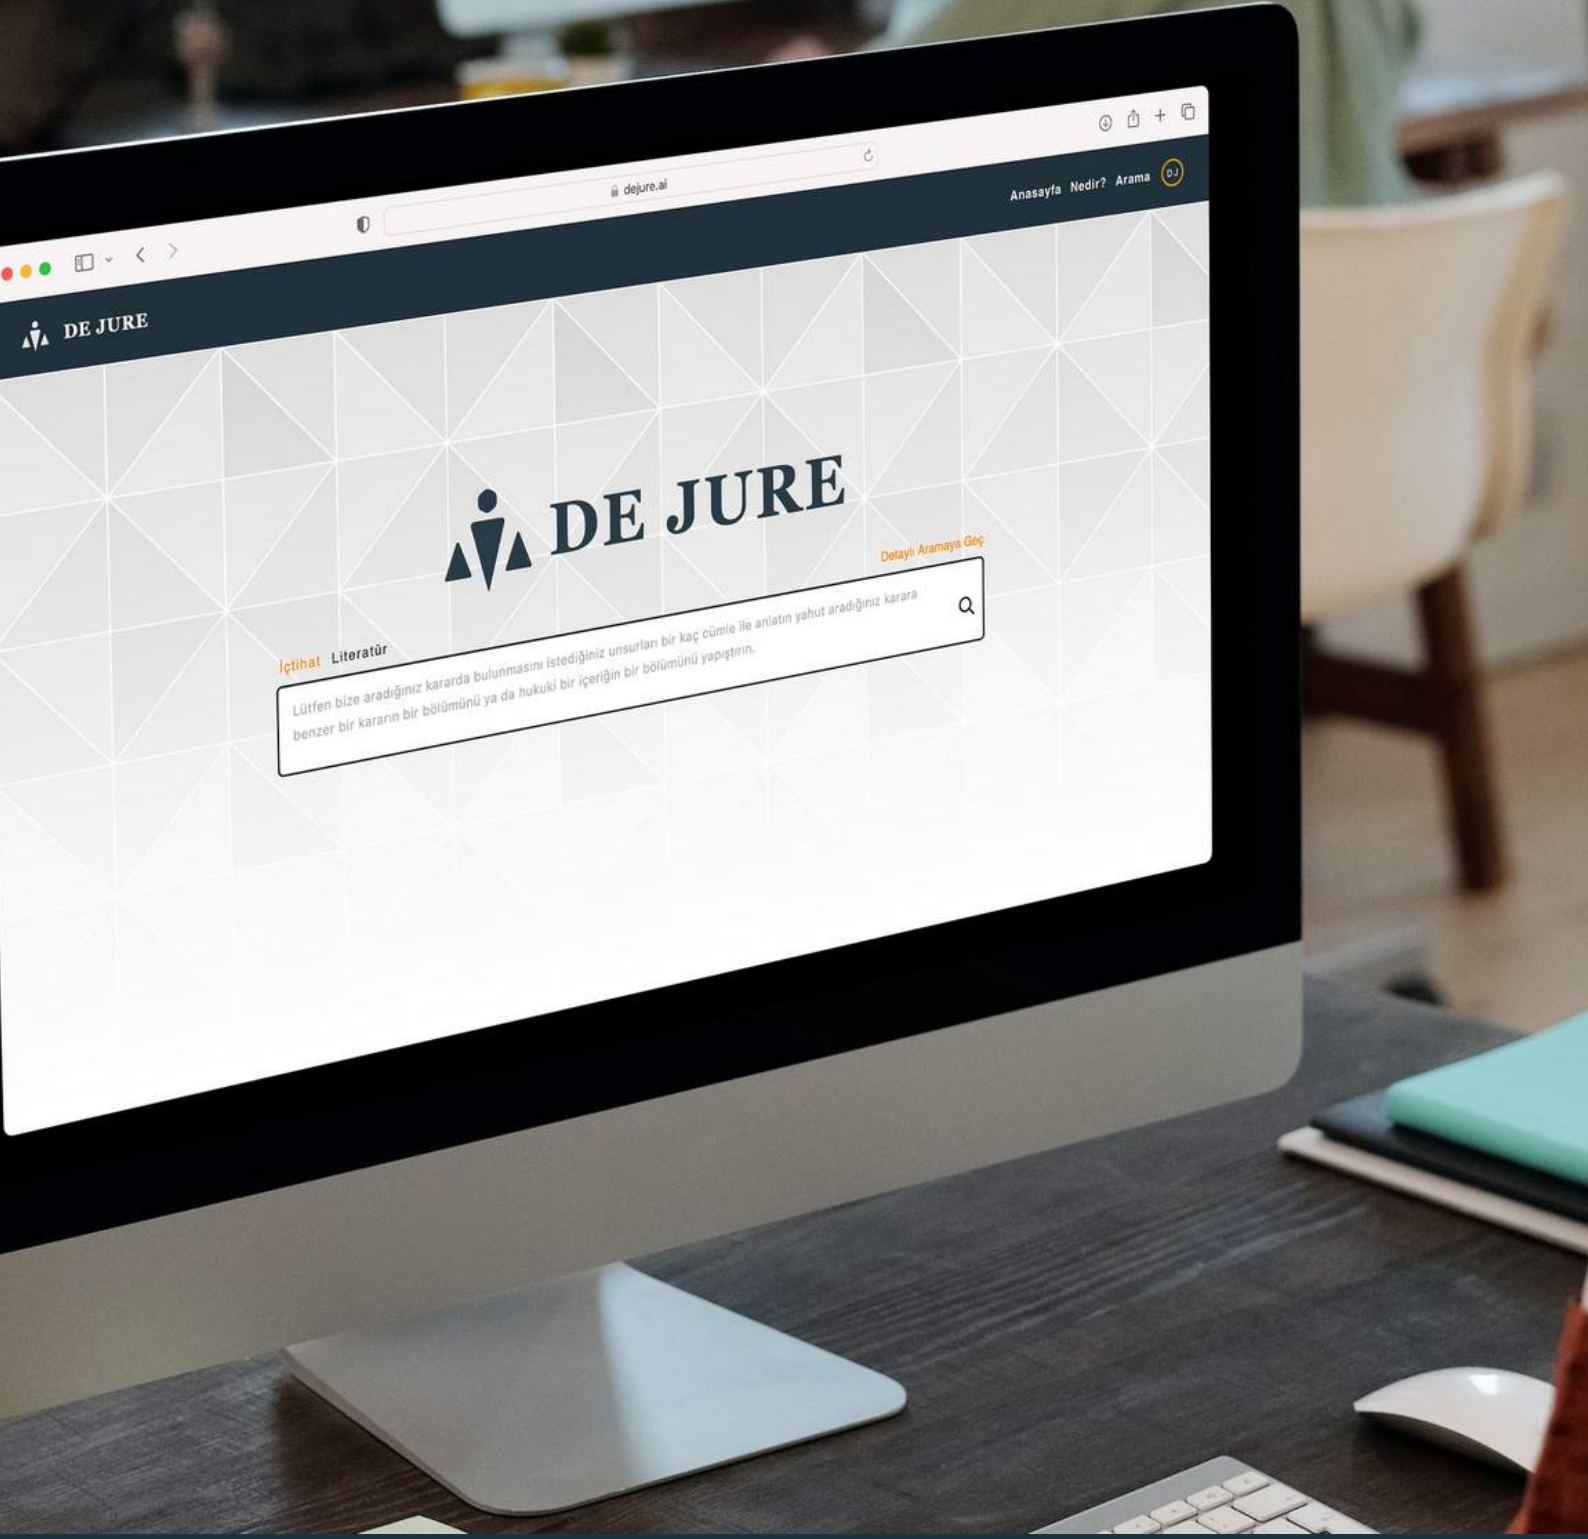 dejure.ai
DE JURE
Anasayfa Nedir? Arama DJ
DE JURE
Detaylı Aramaya Geç
İçtihat Literatür
Lütfen bize aradığınız kararda bulunmasını istediğiniz unsurları bir kaç cümle ile anlatın yahut aradığınız karara
benzer bir kararın bir bölümünü ya da hukuki bir içeriğin bir bölümünü yapıştırın.